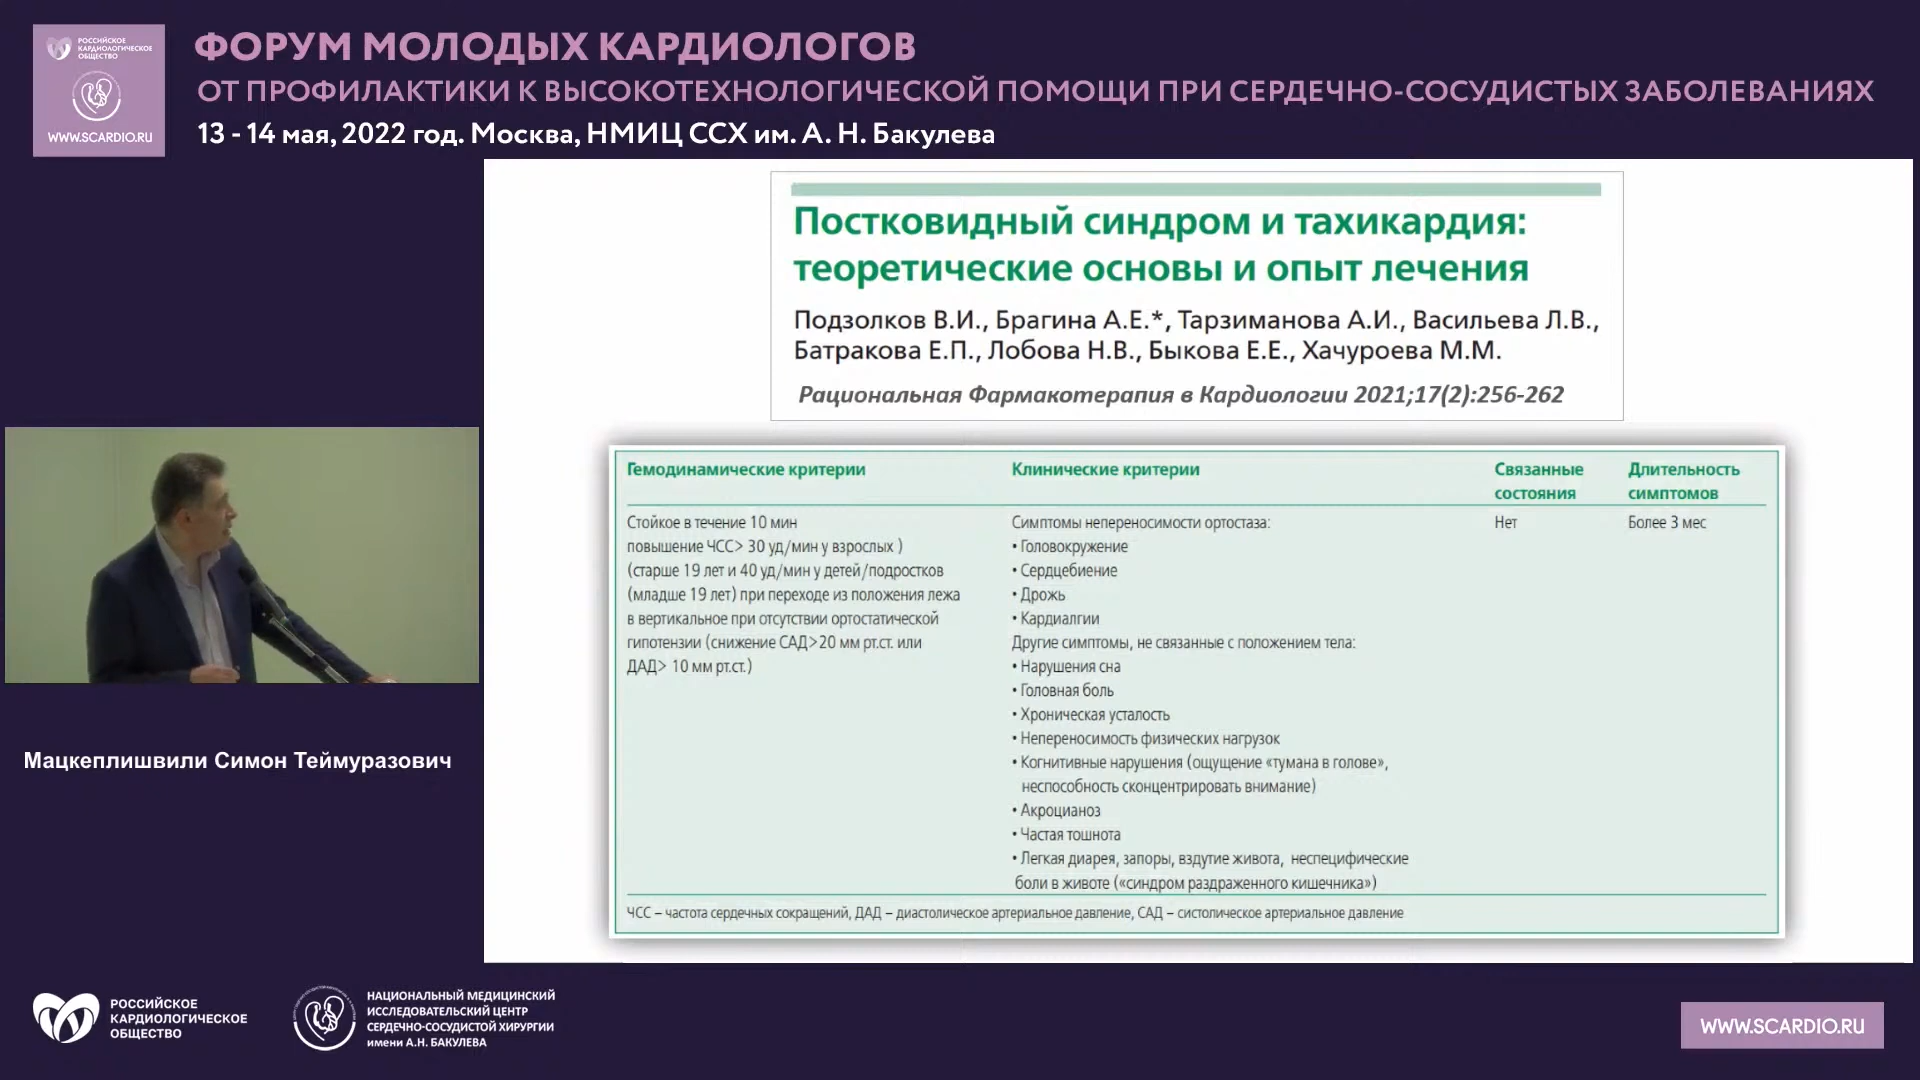 РОССИЙСКОЕ
КАРДИОЛОГИЧЕСКОЕ
ОБЩЕСТВО
WWW.SCARDIO.RU
ФОРУМ МОЛОДЫХ КАРДИОЛОГОВ
ОТ ПРОФИЛАКТИКИ К ВЫСОКОТЕХНОЛОГИЧЕСКОЙ ПОМОЩИ ПРИ СЕРДЕЧНО-СОСУДИСТЫХ ЗАБОЛЕВАНИЯХ
13 - 14 мая, 2022 год. Москва, НМИЦ ССХ им. А. Н. Бакулева
Постковидный синдром и тахикардия:
теоретические основы и опыт лечения
Подзолков В.И., Брагина А.Е.*, Тарзиманова А.И., Васильева Л.В.,
Батракова Е.П., Лобова Н.В., Быкова Е.Е., Хачуроева М.М.
Рациональная Фармакотерапия в Кардиологии 2021;17(2):256-262
Гемодинамические критерии
Стойкое в течение 10 мин
повышение ЧСС> 30 уд/мин у взрослых )
(старше 19 лет и 40 уд/мин у детей/подростков
(младше 19 лет) при переходе из положения лежа
в вертикальное при отсутствии ортостатической
гипотензии (снижение САД>20 мм рт.ст. или
ДАД> 10 мм рт.ст.)
Клинические критерии
Симптомы непереносимости ортостаза:
• Головокружение
• Сердцебиение
• Дрожь
• Кардиалгии
Другие симптомы, не связанные с положением тела:
• Нарушения сна
• Головная боль
• Хроническая усталость
• Непереносимость физических нагрузок
• Когнитивные нарушения (ощущение «тумана в голове»,
неспособность сконцентрировать внимание)
• Акроцианоз
• Частая тошнота
• Легкая диарея, запоры, вздутие живота, неспецифические
боли в животе («синдром раздраженного кишечника»)
Связанные
состояния
Нет
Длительность
симптомов
Более 3 мес
ЧСС – частота сердечных сокращений, ДАД – диастолическое артериальное давление, САД – систолическое артериальное давление
Мацкеплишвили Симон Теймуразович
РОССИЙСКОЕ
КАРДИОЛОГИЧЕСКОЕ
ОБЩЕСТВО
НАЦИОНАЛЬНЫЙ МЕДИЦИНСКИЙ
ИССЛЕДОВАТЕЛЬСКИЙ ЦЕНТР
СЕРДЕЧНО-СОСУДИСТОЙ ХИРУРГИИ
имени А.Н. БАКУЛЕВА
WWW.SCARDIO.RU